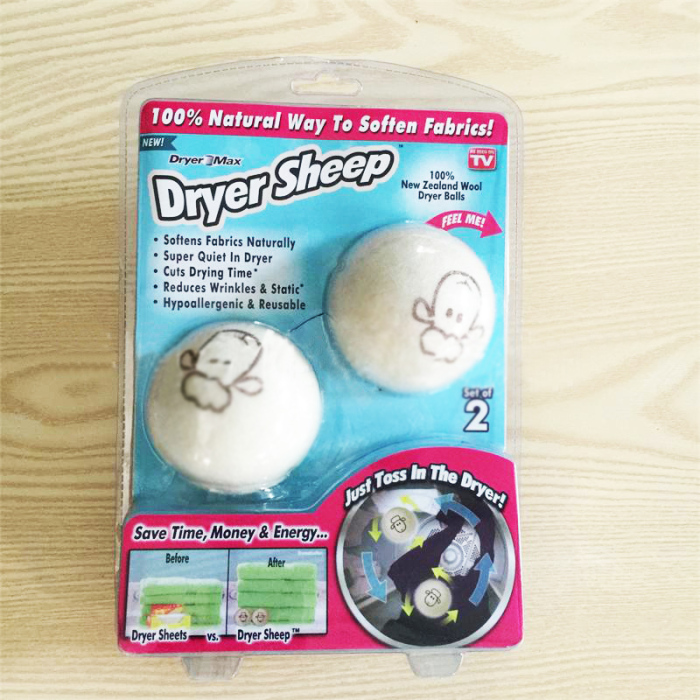 100% Natural Way To Soften Fabrics!
NEW!
Dryer Max
Dryer Sheep™
TV
100%
New Zealand Wool
Dryer Balls
FEEL ME!
• Softens Fabrics Naturally
• Super Quiet In Dryer
• Cuts Drying Time*
• Reduces Wrinkles & Static*
• Hypoallergenic & Reusable
Set of
2
Just Toss In The Dryer!
Save Time, Money & Energy...
Before
After
Dryer Sheets vs. Dryer Sheep™